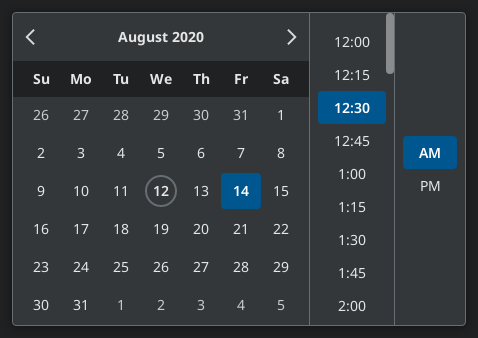 August 2020
Su Mo Tu We Th Fr Sa
26 27 28 29 30 31 1
2 3 4 5 6 7 8
9 10 11 12 13 14 15
16 17 18 19 20 21 22
23 24 25 26 27 28 29
30 31 1 2 3 4 5
12:00
12:15
12:30
12:45
1:00
1:15
1:30
1:45
2:00
AM
PM